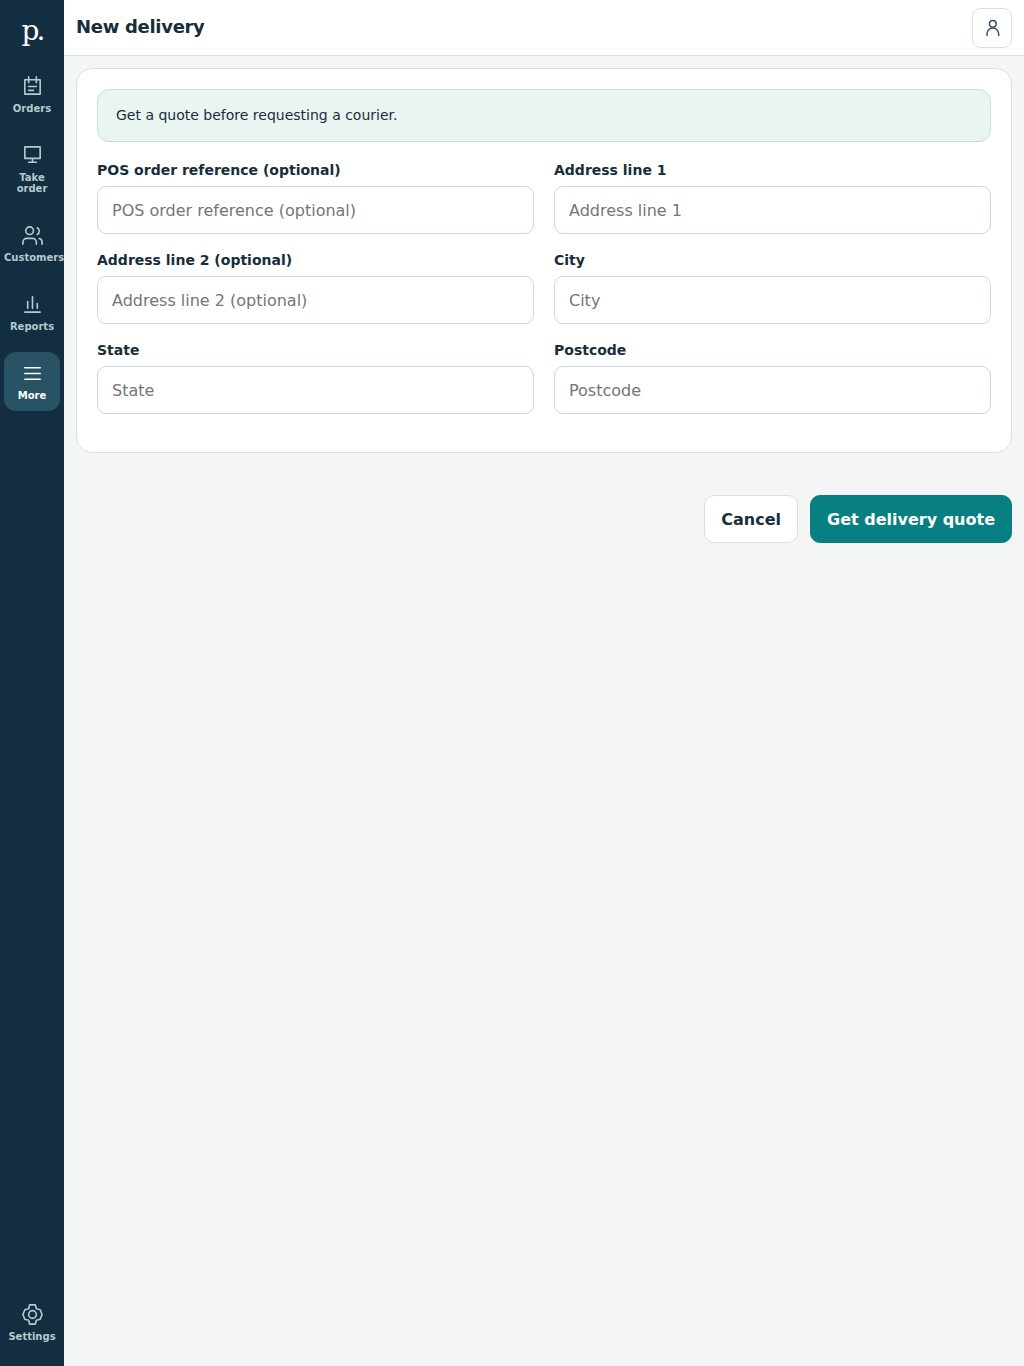 p.
New delivery
Orders
Take
order
Customers
Reports
More
Settings
Get a quote before requesting a courier.
POS order reference (optional)
POS order reference (optional)
Address line 1
Address line 1
Address line 2 (optional)
Address line 2 (optional)
City
City
State
State
Postcode
Postcode
Cancel
Get delivery quote